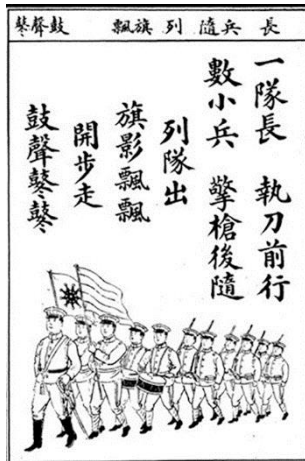 長 兵隨 列 旗飄 鼓聲鼕
一隊長 執刀前行
數小兵 擎槍後隨
列隊出
旗影飄飄
開步走
鼓聲鼕鼕